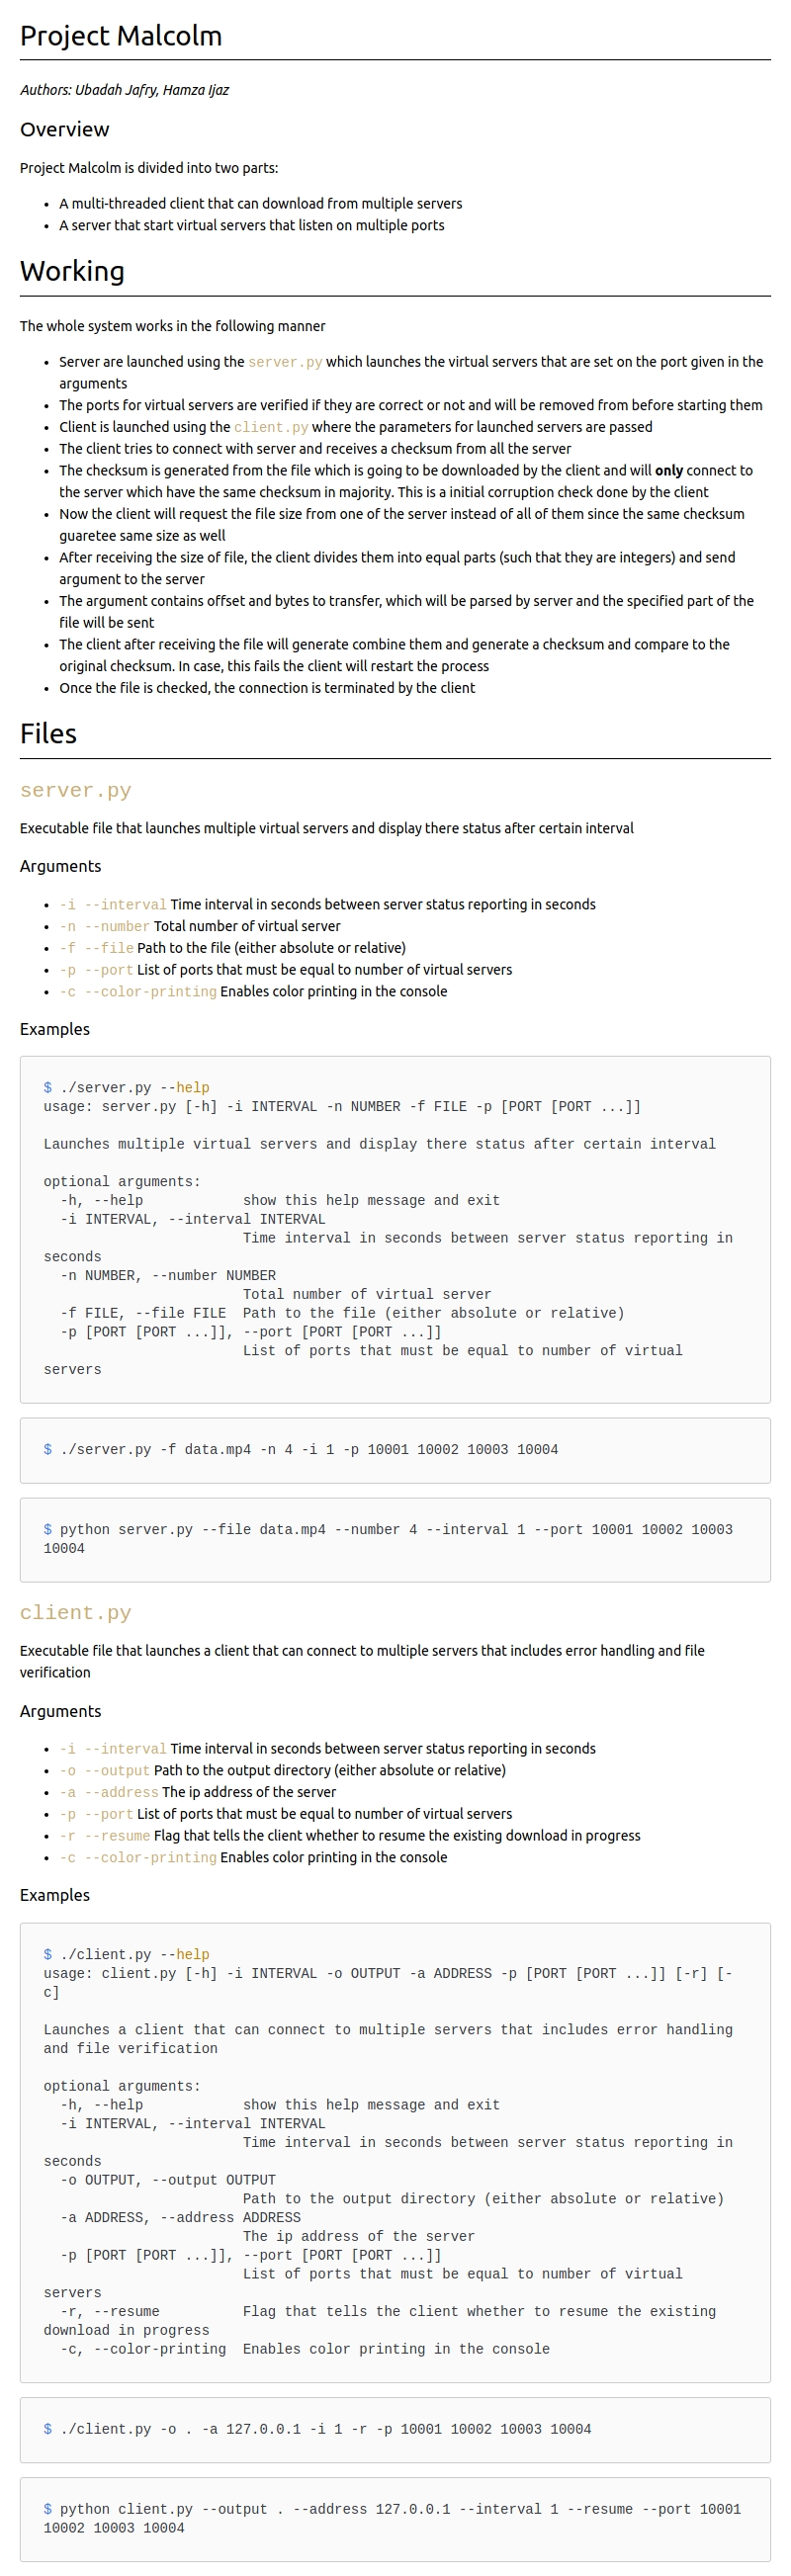 Project Malcolm
Authors: Ubadah Jafry, Hamza Ijaz
Overview
Project Malcolm is divided into two parts:
• A multi-threaded client that can download from multiple servers
• A server that start virtual servers that listen on multiple ports
Working
The whole system works in the following manner
• Server are launched using the server.py which launches the virtual servers that are set on the port given in the
arguments
• The ports for virtual servers are verified if they are correct or not and will be removed from before starting them
• Client is launched using the client.py where the parameters for launched servers are passed
• The client tries to connect with server and receives a checksum from all the server
• The checksum is generated from the file which is going to be downloaded by the client and will only connect to
the server which have the same checksum in majority. This is a initial corruption check done by the client
• Now the client will request the file size from one of the server instead of all of them since the same checksum
guaretee same size as well
• After receiving the size of file, the client divides them into equal parts (such that they are integers) and send
argument to the server
• The argument contains offset and bytes to transfer, which will be parsed by server and the specified part of the
file will be sent
• The client after receiving the file will generate combine them and generate a checksum and compare to the
original checksum. In case, this fails the client will restart the process
• Once the file is checked, the connection is terminated by the client
Files
server.py
Executable file that launches multiple virtual servers and display there status after certain interval
Arguments
• -i --interval Time interval in seconds between server status reporting in seconds
• -n --number Total number of virtual server
• -f --file Path to the file (either absolute or relative)
• -p --port List of ports that must be equal to number of virtual servers
• -c --color-printing Enables color printing in the console
Examples
$ ./server.py --help
usage: server.py [-h] -i INTERVAL -n NUMBER -f FILE -p [PORT [PORT ...]]
Launches multiple virtual servers and display there status after certain interval
optional arguments:
-h, --help show this help message and exit
-i INTERVAL, --interval INTERVAL
Time interval in seconds between server status reporting in
seconds
-n NUMBER, --number NUMBER
Total number of virtual server
-f FILE, --file FILE Path to the file (either absolute or relative)
-p [PORT [PORT ...]], --port [PORT [PORT ...]]
List of ports that must be equal to number of virtual
servers
$ ./server.py -f data.mp4 -n 4 -i 1 -p 10001 10002 10003 10004
$ python server.py --file data.mp4 --number 4 --interval 1 --port 10001 10002 10003
10004
client.py
Executable file that launches a client that can connect to multiple servers that includes error handling and file
verification
Arguments
• -i --interval Time interval in seconds between server status reporting in seconds
• -o --output Path to the output directory (either absolute or relative)
• -a --address The ip address of the server
• -p --port List of ports that must be equal to number of virtual servers
• -r --resume Flag that tells the client whether to resume the existing download in progress
• -c --color-printing Enables color printing in the console
Examples
$ ./client.py --help
usage: client.py [-h] -i INTERVAL -o OUTPUT -a ADDRESS -p [PORT [PORT ...]] [-r] [-
c]
Launches a client that can connect to multiple servers that includes error handling
and file verification
optional arguments:
-h, --help show this help message and exit
-i INTERVAL, --interval INTERVAL
Time interval in seconds between server status reporting in
seconds
-o OUTPUT, --output OUTPUT
Path to the output directory (either absolute or relative)
-a ADDRESS, --address ADDRESS
The ip address of the server
-p [PORT [PORT ...]], --port [PORT [PORT ...]]
List of ports that must be equal to number of virtual
servers
-r, --resume Flag that tells the client whether to resume the existing
download in progress
-c, --color-printing Enables color printing in the console
$ ./client.py -o . -a 127.0.0.1 -i 1 -r -p 10001 10002 10003 10004
$ python client.py --output . --address 127.0.0.1 --interval 1 --resume --port 10001
10002 10003 10004